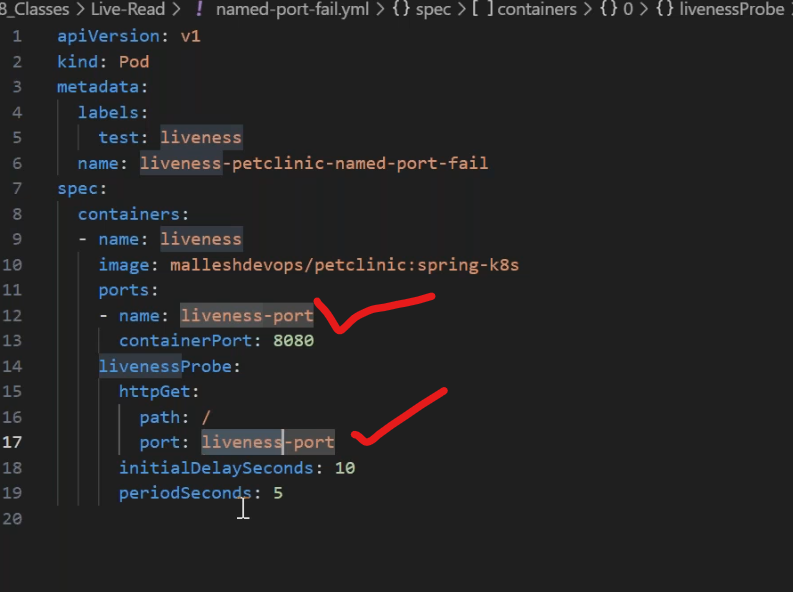 8_Classes > Live-Read > ! named-port-fail.yml > {} spec > [ ] containers > {} 0 > {} livenessProbe >
1 apiVersion: v1
2 kind: Pod
3 metadata:
4 labels:
5 test: liveness
6 name: liveness-petclinic-named-port-fail
7 spec:
8 containers:
9 - name: liveness
10 image: malleshdevops/petclinic:spring-k8s
11 ports:
12 - name: liveness-port
13 containerPort: 8080
14 livenessProbe:
15 httpGet:
16 path: /
17 port: liveness-port
18 initialDelaySeconds: 10
19 periodSeconds: 5
20